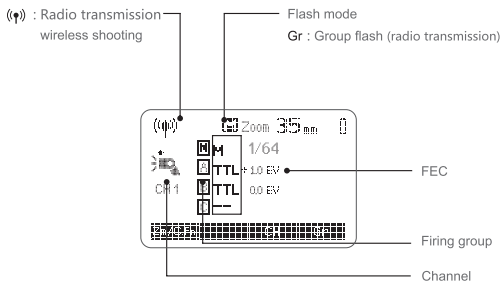 ((•)) : Radio transmission
wireless shooting
Flash mode
Gr : Group flash (radio transmission)
Zoom 35 mm
M M 1/64
A TTL + 1.0 EV
B TTL 0.0 EV
C --
CH 1
FEC
Firing group
Channel